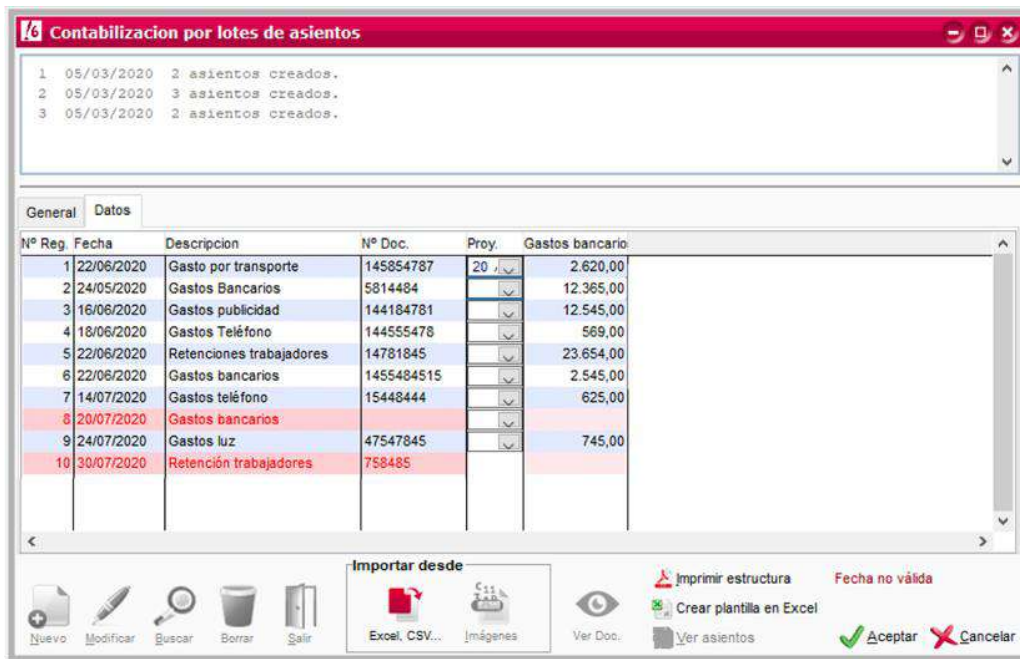 Contabilizacion por lotes de asientos
1 05/03/2020 2 asientos creados.
2 05/03/2020 3 asientos creados.
3 05/03/2020 2 asientos creados.
General Datos
Nº Reg. Fecha Descripcion Nº Doc. Proy. Gastos bancario
1 22/06/2020 Gasto por transporte 145854787 20 2.620,00
2 24/05/2020 Gastos Bancarios 5814484 12.365,00
3 16/06/2020 Gastos publicidad 144184781 12.545,00
4 18/06/2020 Gastos Teléfono 144555478 569,00
5 22/06/2020 Retenciones trabajadores 14781845 23.654,00
6 22/06/2020 Gastos bancarios 1455484515 2.545,00
7 14/07/2020 Gastos teléfono 15448444 625,00
8 20/07/2020 Gastos bancarios
9 24/07/2020 Gastos luz 47547845 745,00
10 30/07/2020 Retención trabajadores 758485
Importar desde
Imprimir estructura Fecha no válida
Crear plantilla en Excel
Nuevo Modificar Buscar Borrar Salir Excel, CSV... Imágenes Ver Doc. Ver asientos Aceptar Cancelar